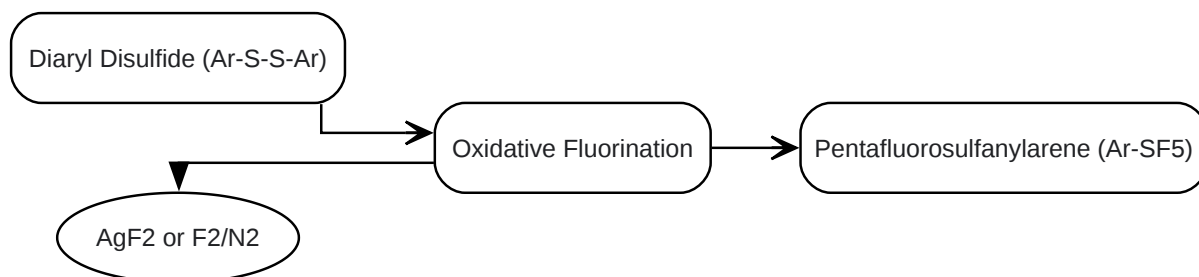 Diaryl Disulfide (Ar-S-S-Ar)
Oxidative Fluorination
Pentafluorosulfanylarene (Ar-SF5)
AgF2 or F2/N2